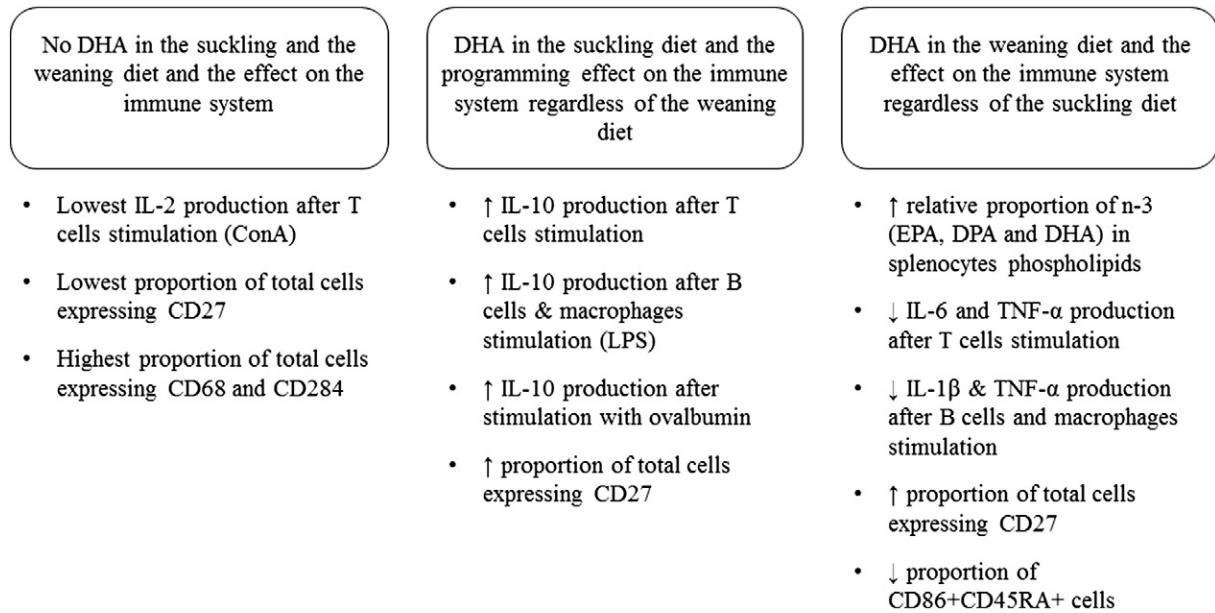 No DHA in the suckling and the
weaning diet and the effect on the
immune system
• Lowest IL-2 production after T
cells stimulation (ConA)
• Lowest proportion of total cells
expressing CD27
• Highest proportion of total cells
expressing CD68 and CD284
DHA in the suckling diet and the
programming effect on the immune
system regardless of the weaning
diet
• ↑ IL-10 production after T
cells stimulation
• ↑ IL-10 production after B
cells & macrophages
stimulation (LPS)
• ↑ IL-10 production after
stimulation with ovalbumin
• ↑ proportion of total cells
expressing CD27
DHA in the weaning diet and the
effect on the immune system
regardless of the suckling diet
• ↑ relative proportion of n-3
(EPA, DPA and DHA) in
splenocytes phospholipids
• ↓ IL-6 and TNF-α production
after T cells stimulation
• ↓ IL-1β & TNF-α production
after B cells and macrophages
stimulation
• ↑ proportion of total cells
expressing CD27
• ↓ proportion of
CD86+CD45RA+ cells